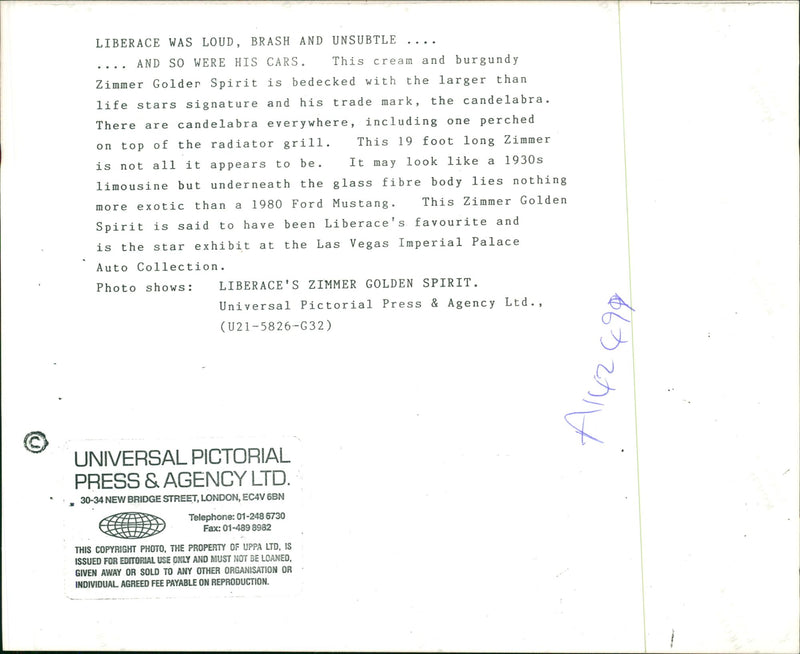 LIBERACE WAS LOUD, BRASH AND UNSUBTLE ....
.... AND SO WERE HIS CARS. This cream and burgundy
Zimmer Golden Spirit is bedecked with the larger than
life stars signature and his trade mark, the candelabra.
There are candelabra everywhere, including one perched
on top of the radiator grill. This 19 foot long Zimmer
is not all it appears to be. It may look like a 1930s
limousine but underneath the glass fibre body lies nothing
more exotic than a 1980 Ford Mustang. This Zimmer Golden
Spirit is said to have been Liberace's favourite and
is the star exhibit at the Las Vegas Imperial Palace
Auto Collection.
Photo shows: LIBERACE'S ZIMMER GOLDEN SPIRIT.
Universal Pictorial Press & Agency Ltd.,
(U21-5826-G32)
©
UNIVERSAL PICTORIAL
PRESS & AGENCY LTD.
30-34 NEW BRIDGE STREET, LONDON, EC4V 6BN
Telephone: 01-248 6730
Fax: 01-489 8982
THIS COPYRIGHT PHOTO, THE PROPERTY OF UPPA LTD, IS
ISSUED FOR EDITORIAL USE ONLY AND MUST NOT BE LOANED,
GIVEN AWAY OR SOLD TO ANY OTHER ORGANISATION OR
INDIVIDUAL. AGREED FEE PAYABLE ON REPRODUCTION.